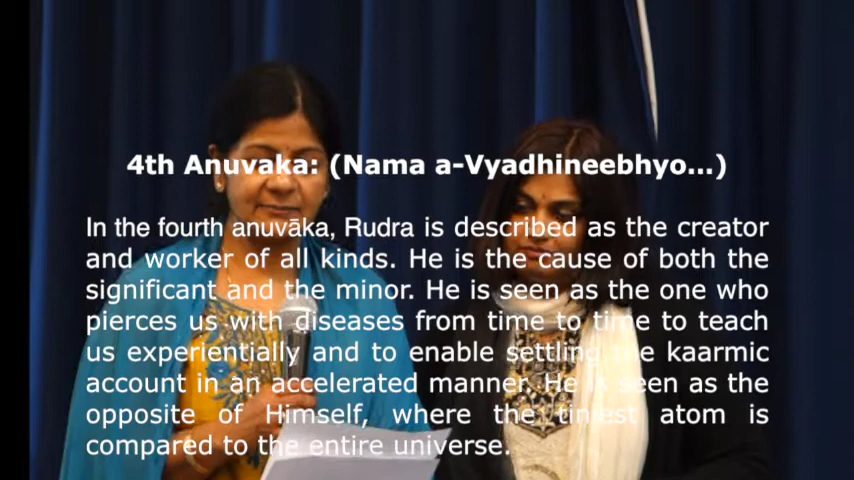 4th Anuvaka: (Nama a-Vyadhineebhyo...)
In the fourth anuvāka, Rudra is described as the creator
and worker of all kinds. He is the cause of both the
significant and the minor. He is seen as the one who
pierces us with diseases from time to time to teach
us experientially and to enable settling the kaarmic
account in an accelerated manner. He is seen as the
opposite of Himself, where the tiniest atom is
compared to the entire universe.